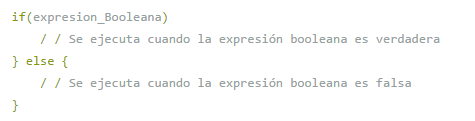 if(expresion_Booleana)
/ / Se ejecuta cuando la expresión booleana es verdadera
} else {
/ / Se ejecuta cuando la expresión booleana es falsa
}